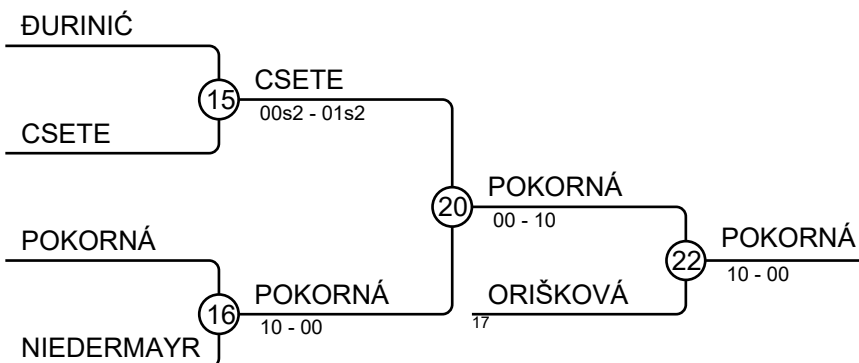 ĐURINIĆ
15
CSETE
00s2 - 01s2
CSETE
20
POKORNÁ
00 - 10
POKORNÁ
16
POKORNÁ
10 - 00
NIEDERMAYR
ORIŠKOVÁ
17
22
POKORNÁ
10 - 00